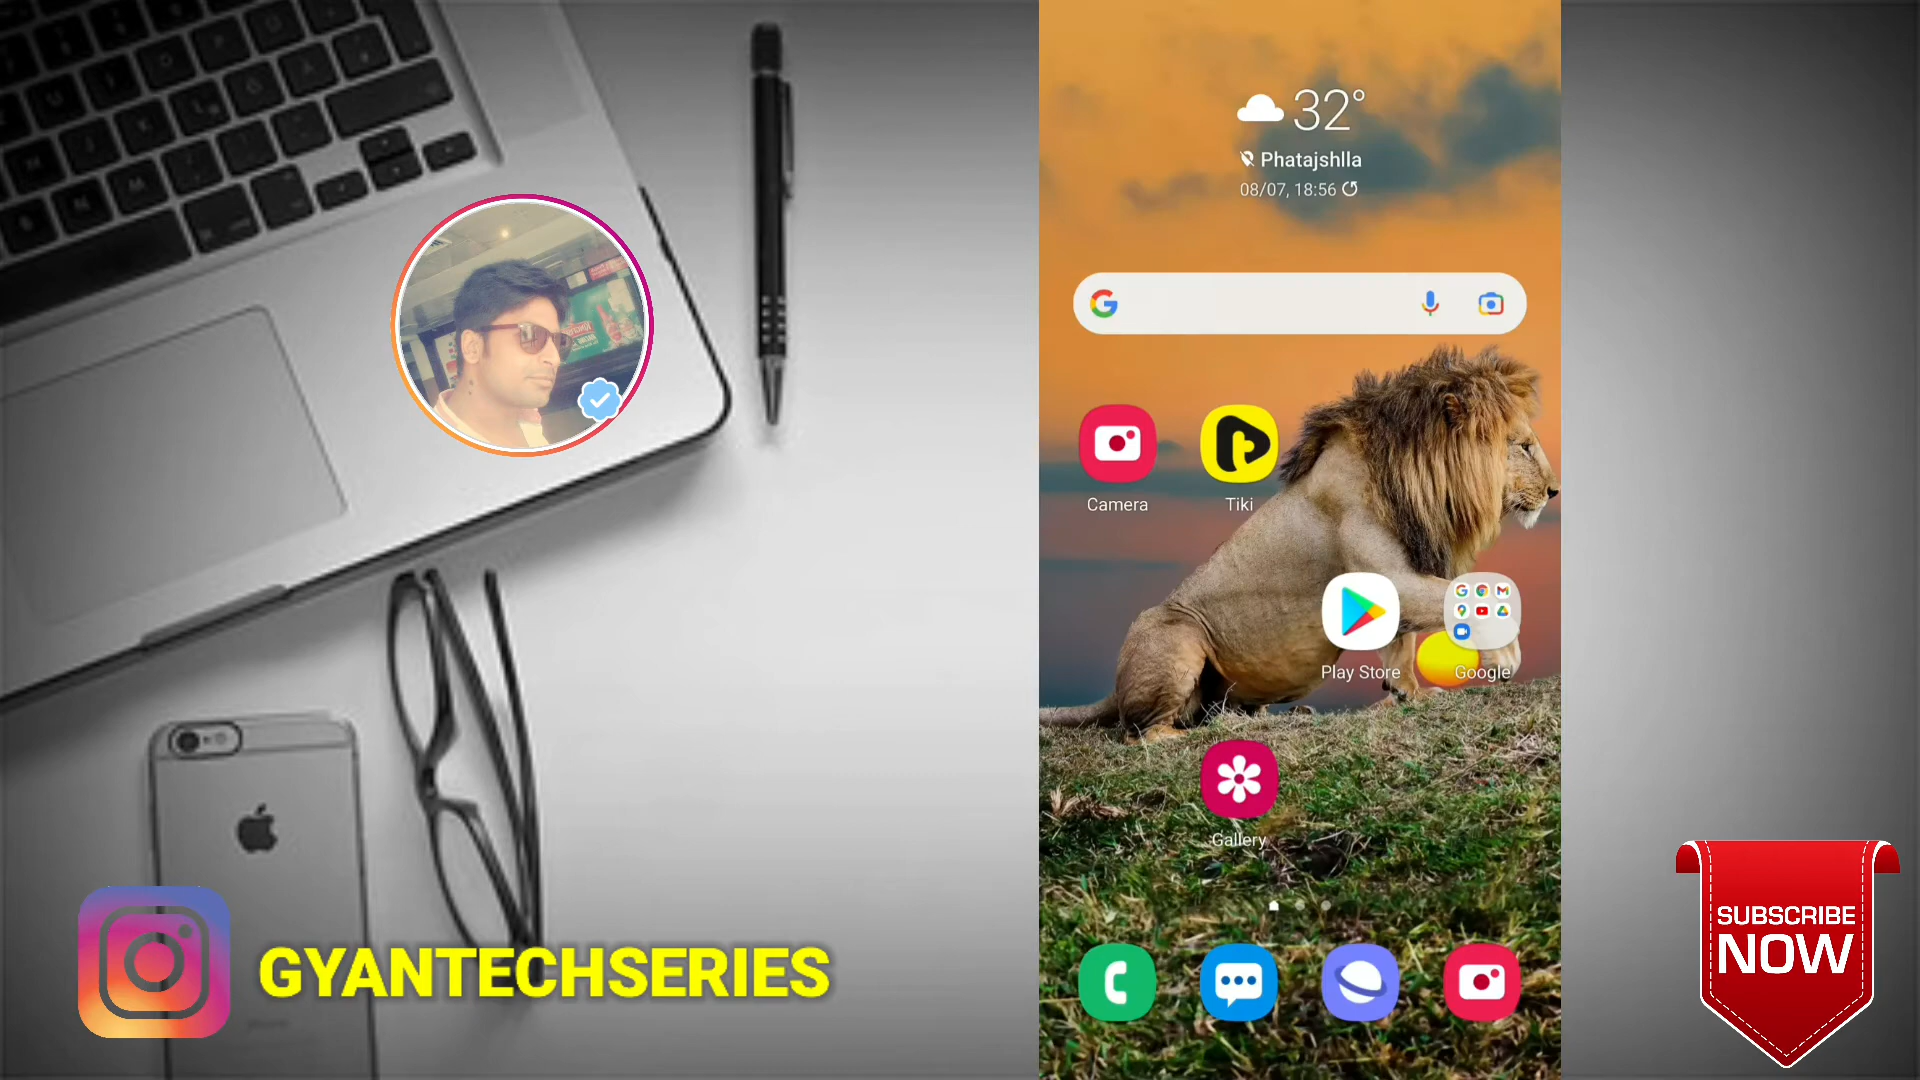 32°
Phatajshlla
08/07, 18:56
Camera
Tiki
Play Store
Google
Gallery
GYANTECHSERIES
SUBSCRIBE
NOW